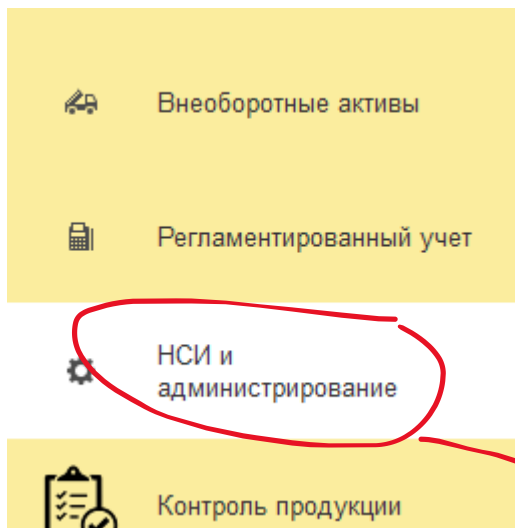 Внеоборотные активы
Регламентированный учет
НСИ и
администрирование
Контроль продукции